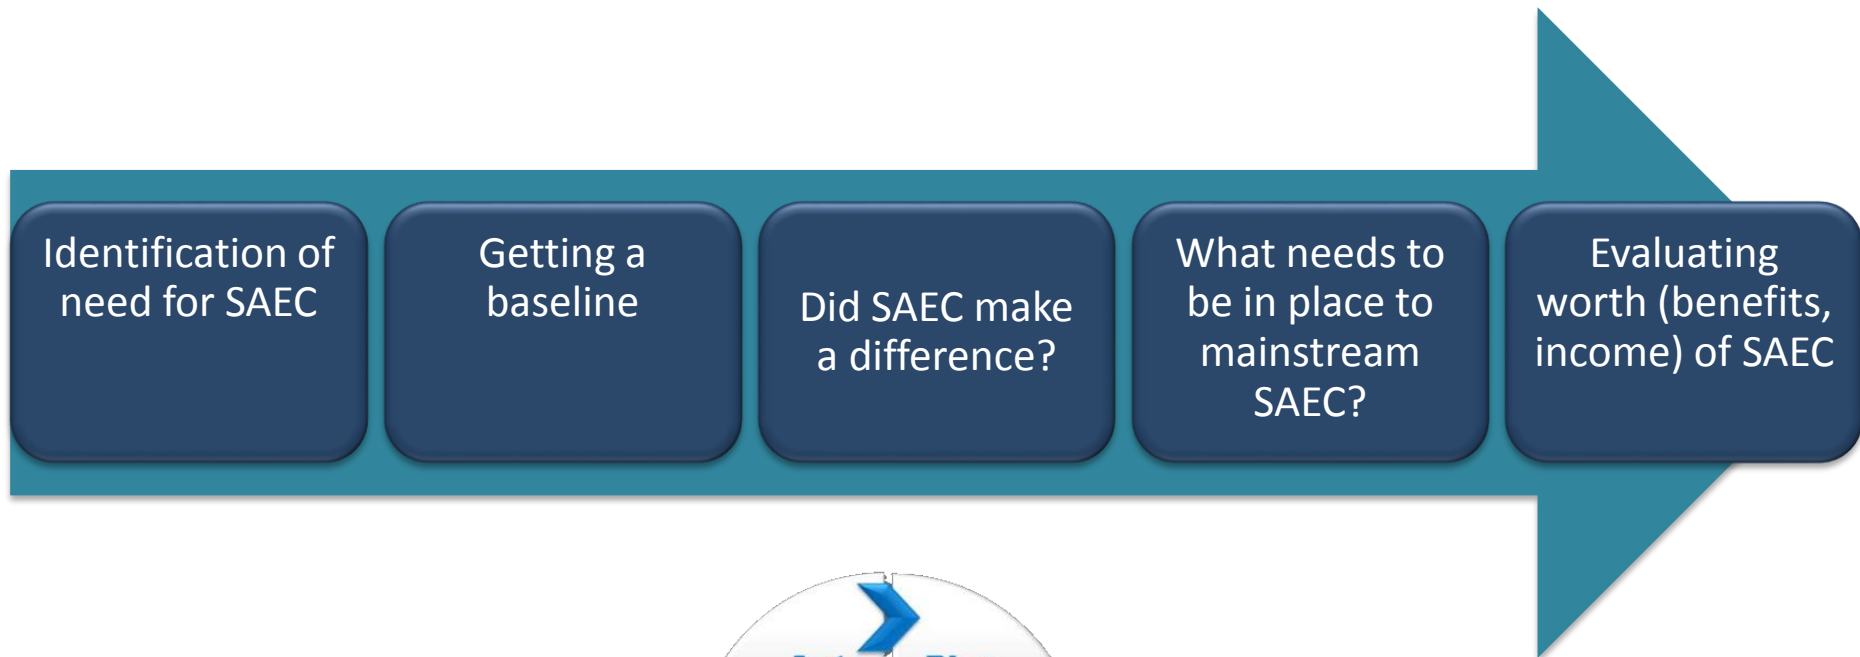 Identification of
need for SAEC
Getting a
baseline
Did SAEC make
a difference?
What needs to
be in place to
mainstream
SAEC?
Evaluating
worth (benefits,
income) of SAEC